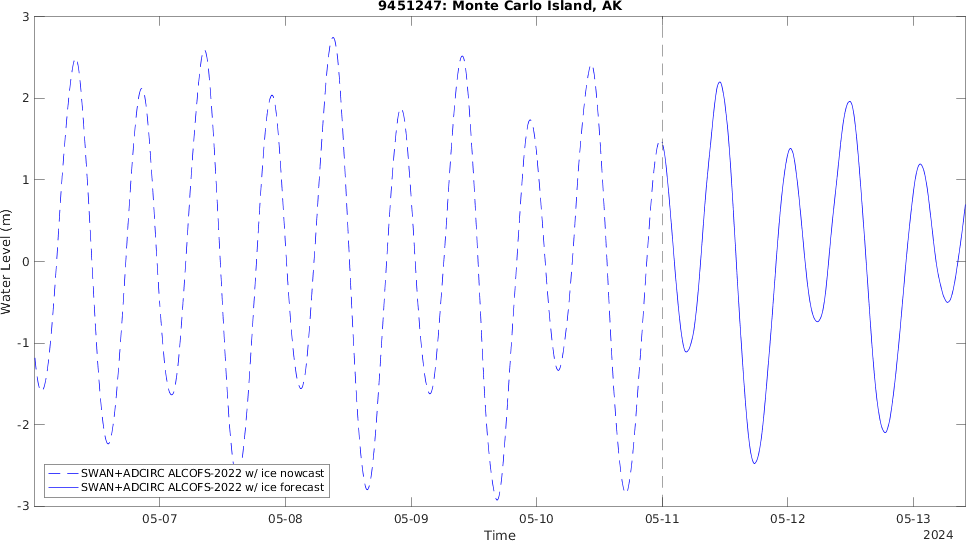 9451247: Monte Carlo Island, AK
3
2
1
0
-1
-2
-3
Water Level (m)
SWAN+ADCIRC ALCOFS-2022 w/ ice nowcast
SWAN+ADCIRC ALCOFS-2022 w/ ice forecast
05-07 05-08 05-09 05-10 05-11 05-12 05-13
Time
2024